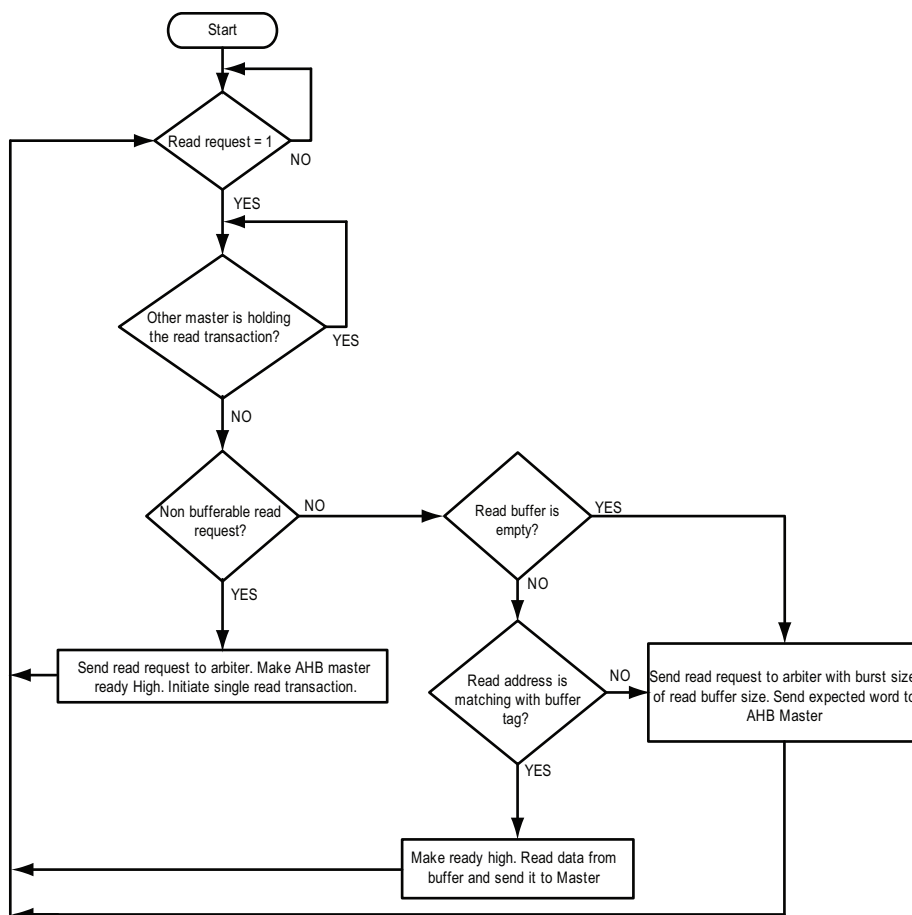 Start
Read request = 1
NO
YES
Other master is holding
the read transaction?
YES
NO
Non bufferable read
request?
NO
Read buffer is
empty?
YES
YES
NO
Send read request to arbiter. Make AHB master
ready High. Initiate single read transaction.
Read address is
matching with buffer
tag?
NO
Send read request to arbiter with burst size
of read buffer size. Send expected word to
AHB Master
YES
Make ready high. Read data from
buffer and send it to Master